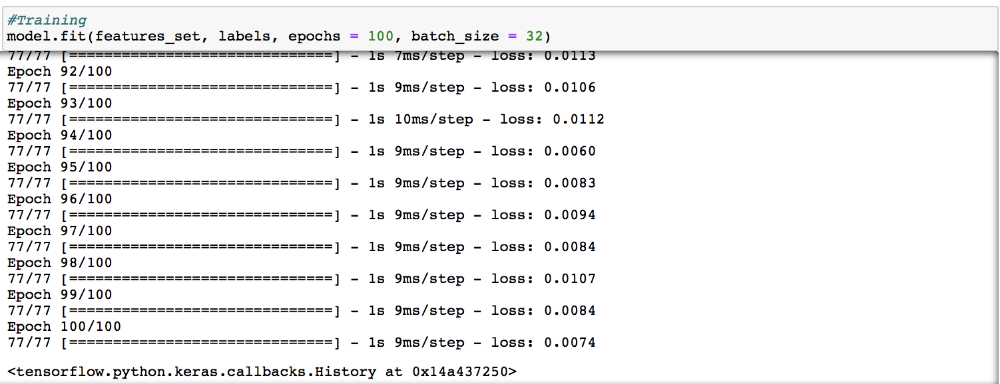 #Training
model.fit(features_set, labels, epochs = 100, batch_size = 32)
77/77 [==============================] - 1s 7ms/step - loss: 0.0113
Epoch 92/100
77/77 [==============================] - 1s 9ms/step - loss: 0.0106
Epoch 93/100
77/77 [==============================] - 1s 10ms/step - loss: 0.0112
Epoch 94/100
77/77 [==============================] - 1s 9ms/step - loss: 0.0060
Epoch 95/100
77/77 [==============================] - 1s 9ms/step - loss: 0.0083
Epoch 96/100
77/77 [==============================] - 1s 9ms/step - loss: 0.0094
Epoch 97/100
77/77 [==============================] - 1s 9ms/step - loss: 0.0084
Epoch 98/100
77/77 [==============================] - 1s 9ms/step - loss: 0.0107
Epoch 99/100
77/77 [==============================] - 1s 9ms/step - loss: 0.0084
Epoch 100/100
77/77 [==============================] - 1s 9ms/step - loss: 0.0074
<tensorflow.python.keras.callbacks.History at 0x14a437250>